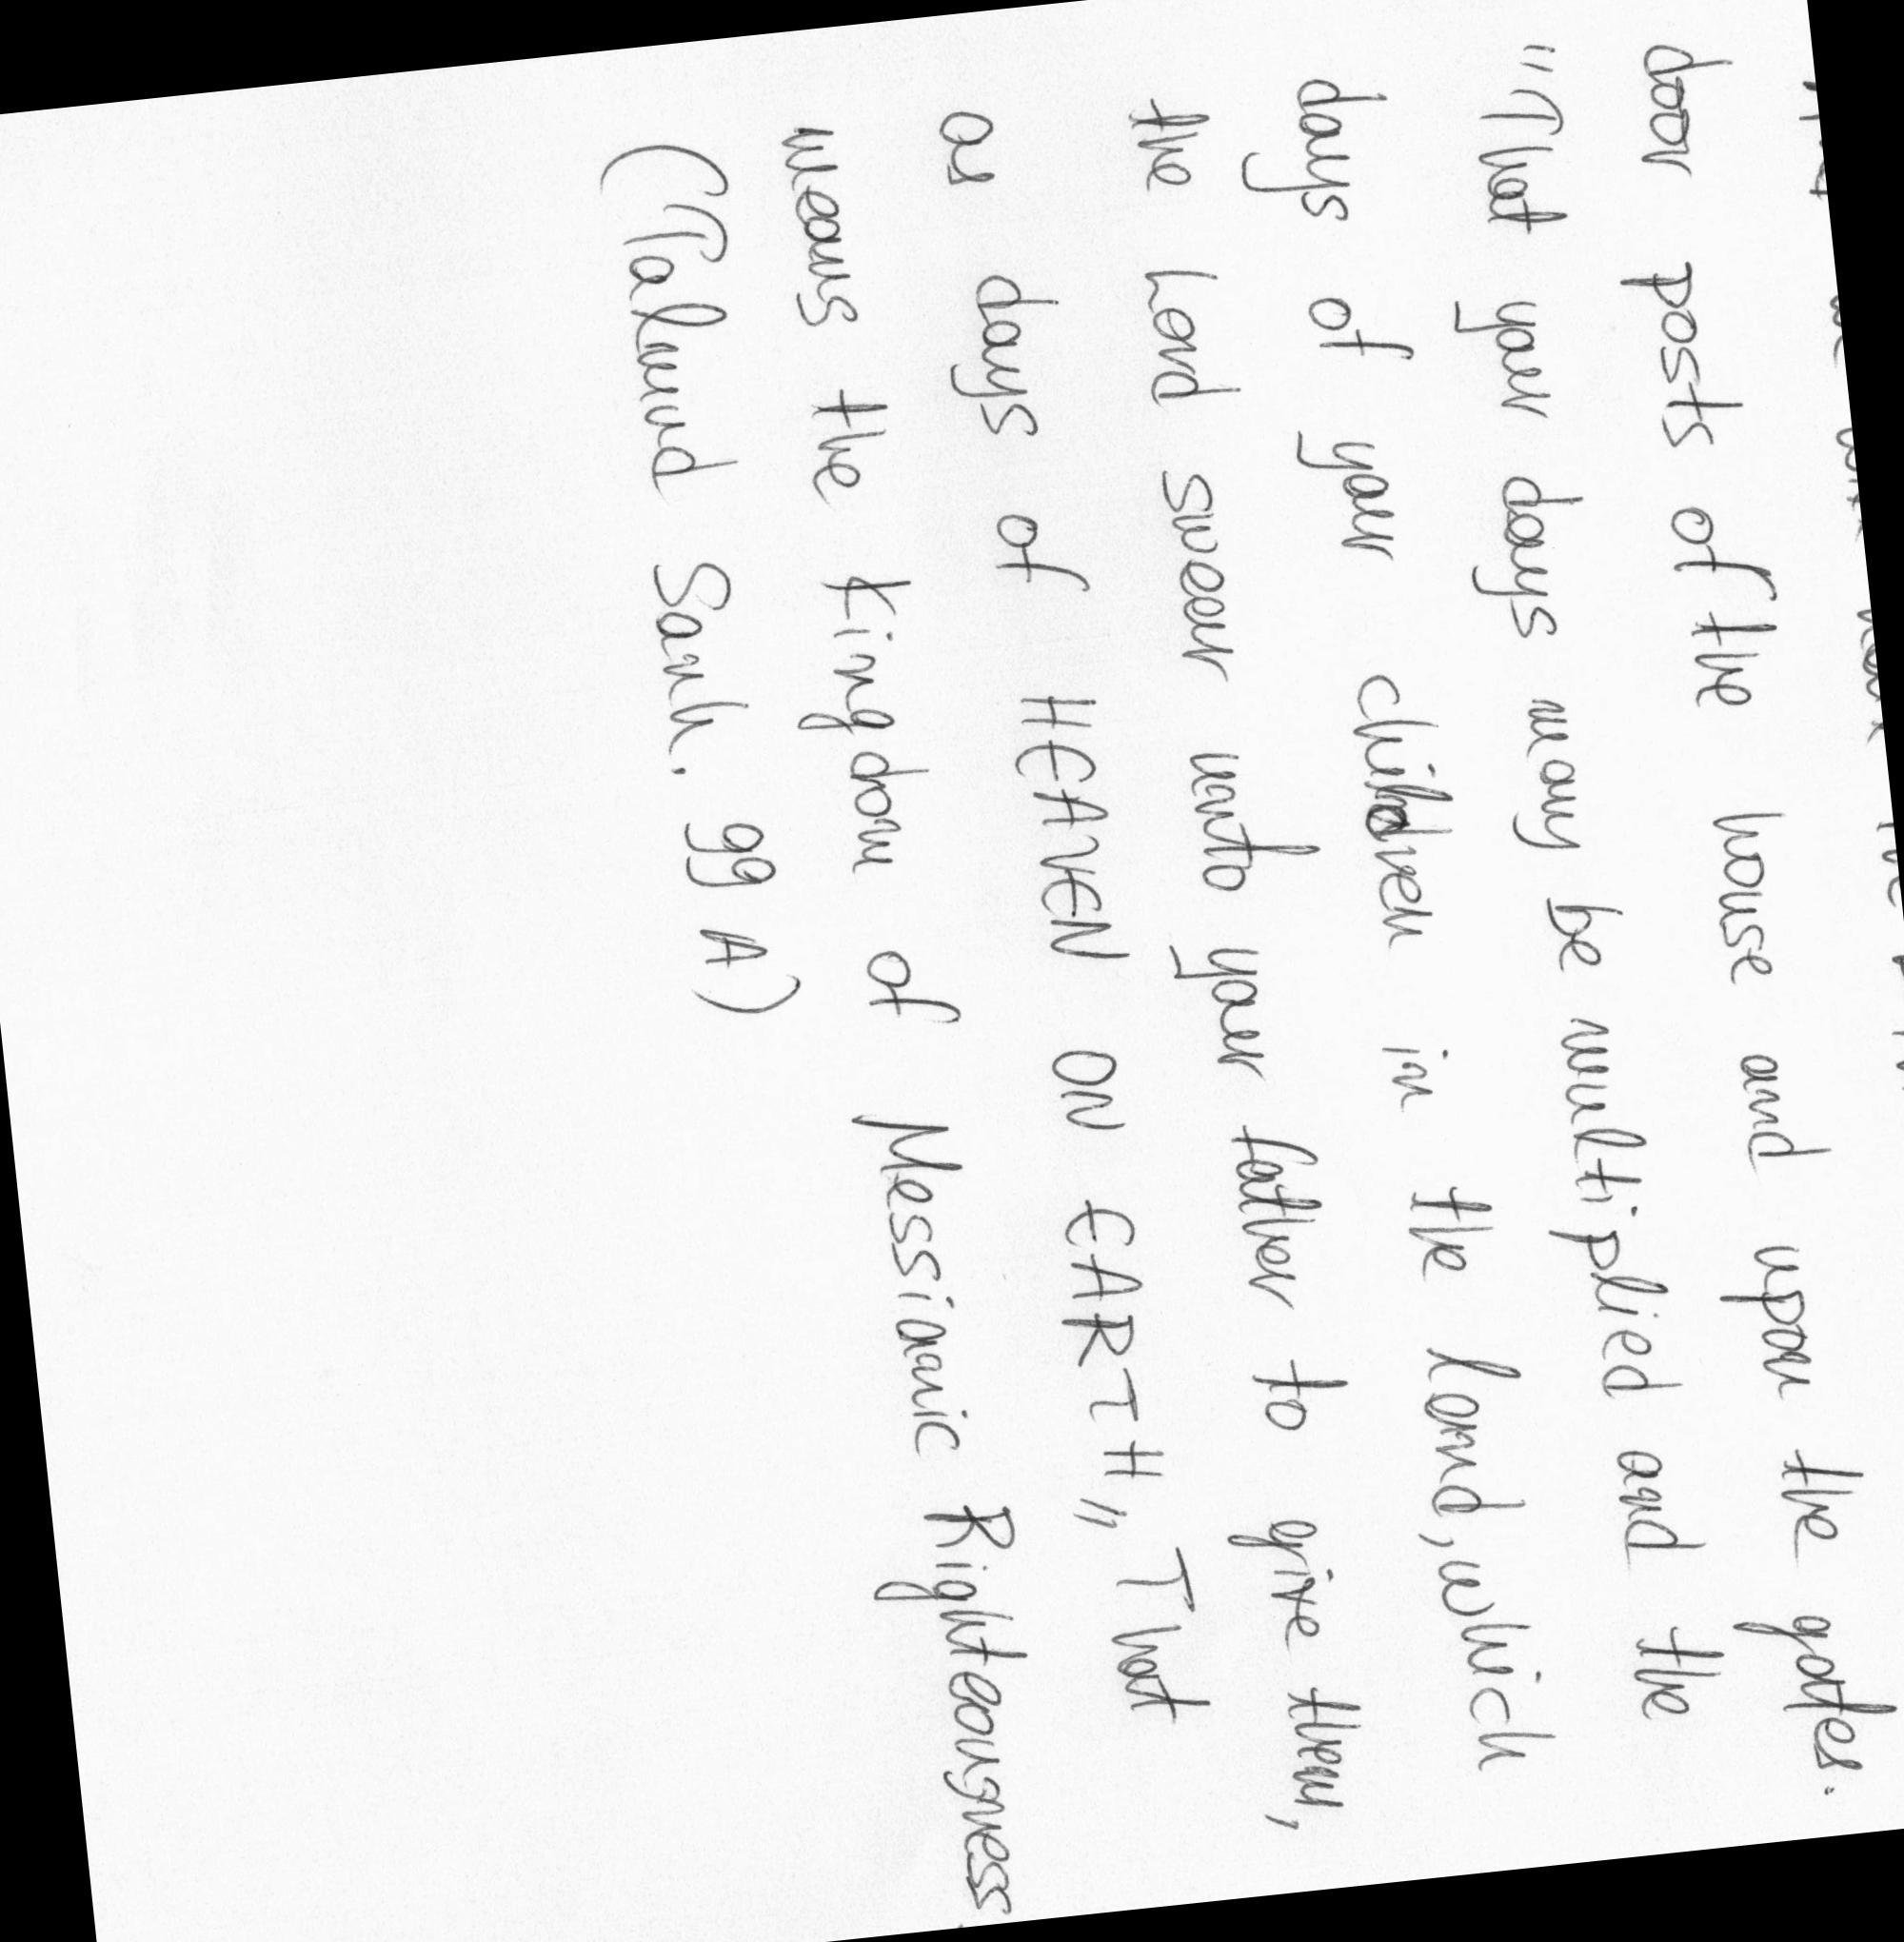 door posts of the house and upon the gates.
"That your days may be multiplied and the
days of your children in the land, which
the Lord swear unto your father to give them,
as days of HEAVEN ON EARTH" That
means the Kingdom of Messianic Righteousness.
(Talmud Sanh. 99 A)